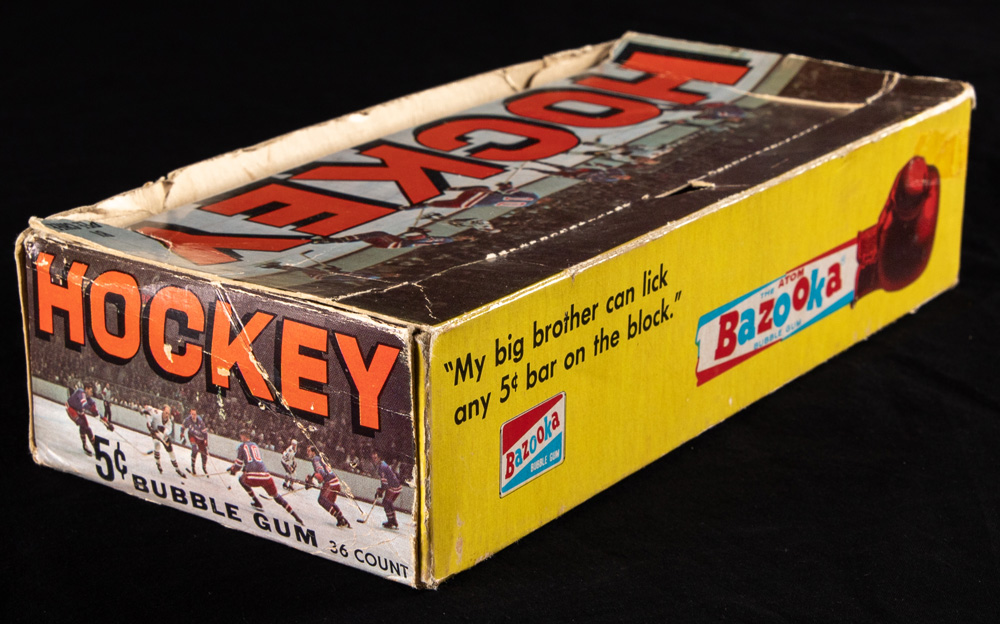 HOCKEY
HOCKEY
5¢ BUBBLE GUM 36 COUNT
"My big brother can lick
any 5¢ bar on the block."
Bazooka
BUBBLE GUM
THE ATOM
Bazooka
BUBBLE GUM
10